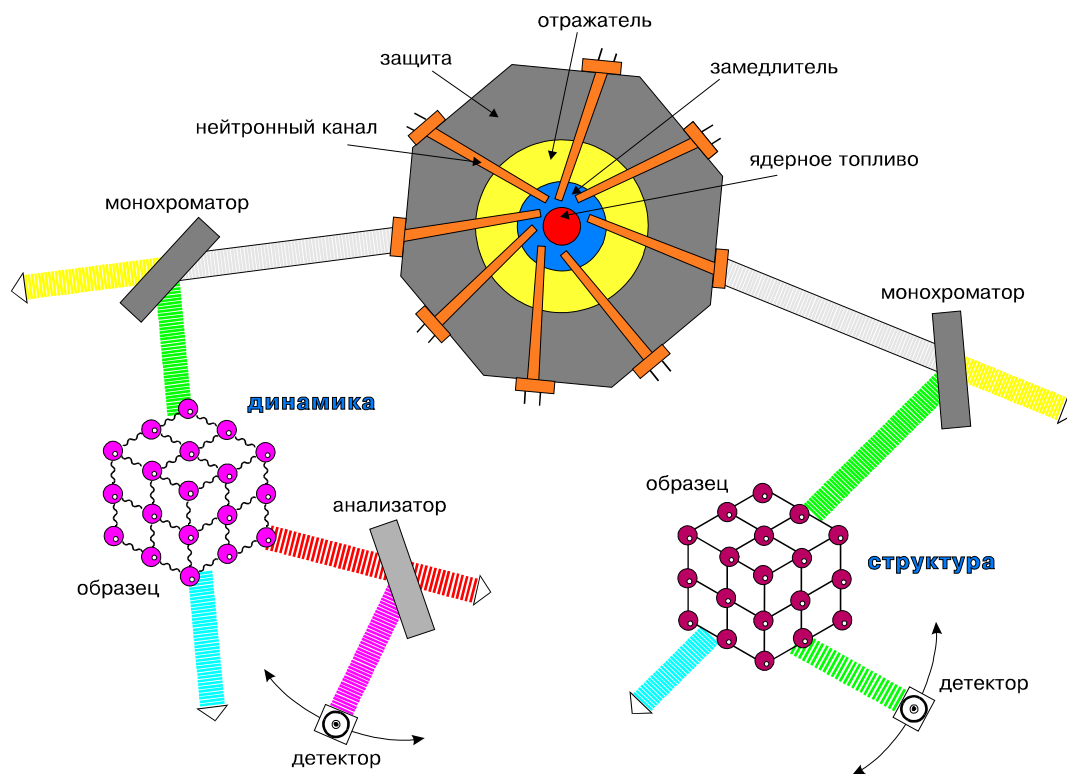 отражатель
защита
замедлитель
нейтронный канал
ядерное топливо
монохроматор
монохроматор
динамика
образец
анализатор
структура
образец
детектор
детектор